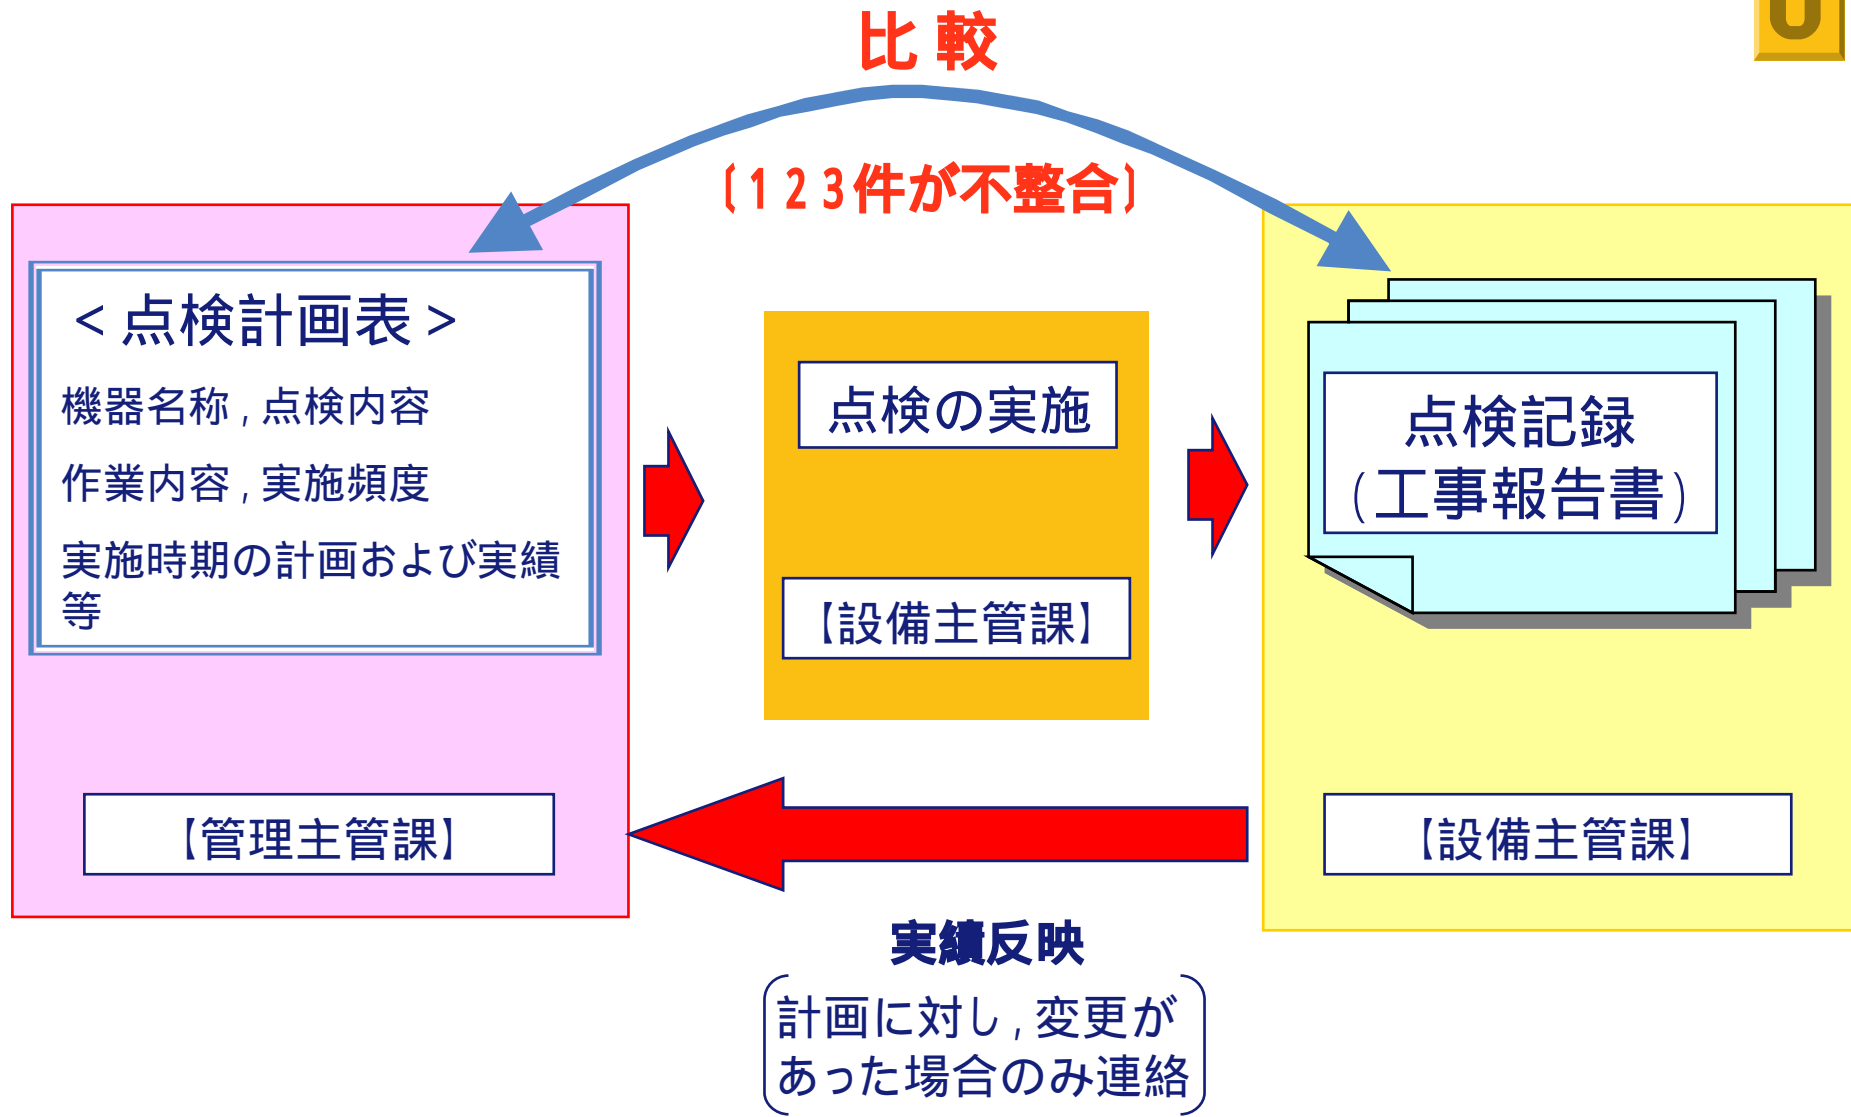 比較
〔123件が不整合〕
<点検計画表>
機器名称,点検内容
作業内容,実施頻度
実施時期の計画および実績
等
【管理主管課】
点検の実施
【設備主管課】
点検記録
(工事報告書)
【設備主管課】
実績反映
計画に対し,変更が
あった場合のみ連絡